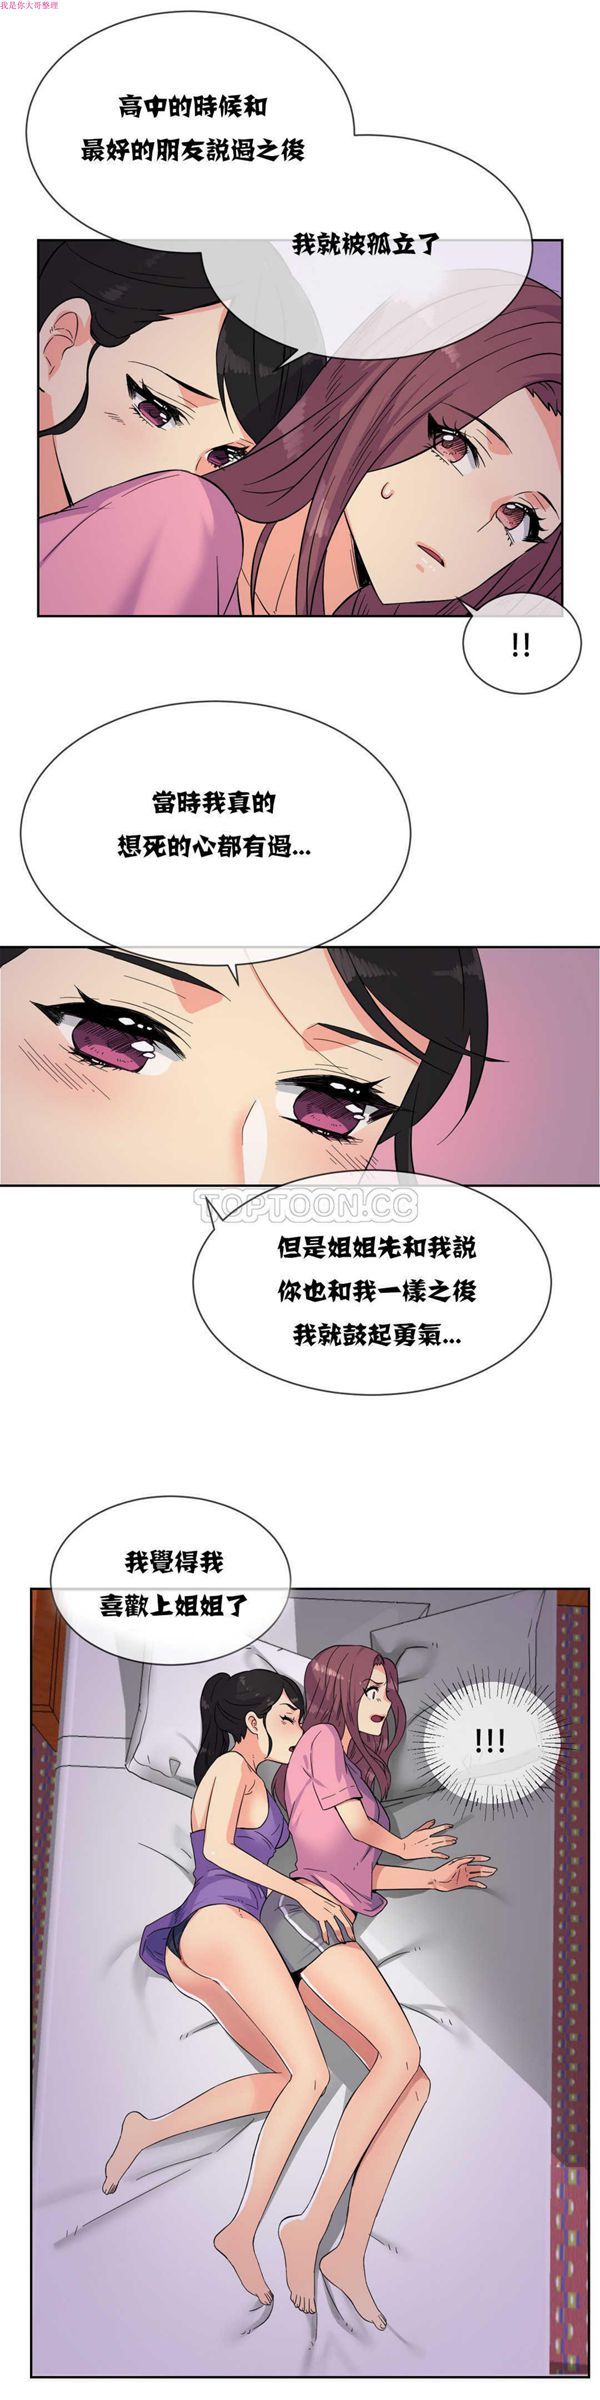 我是你大哥整理
高中的時候和
最好的朋友説過之後
我就被孤立了
!!
當時我真的
想死的心都有過...
TOPTOON.CC
但是姐姐先和我説
你也和我一樣之後
我就鼓起勇氣...
我覺得我
喜歡上姐姐了
!!!